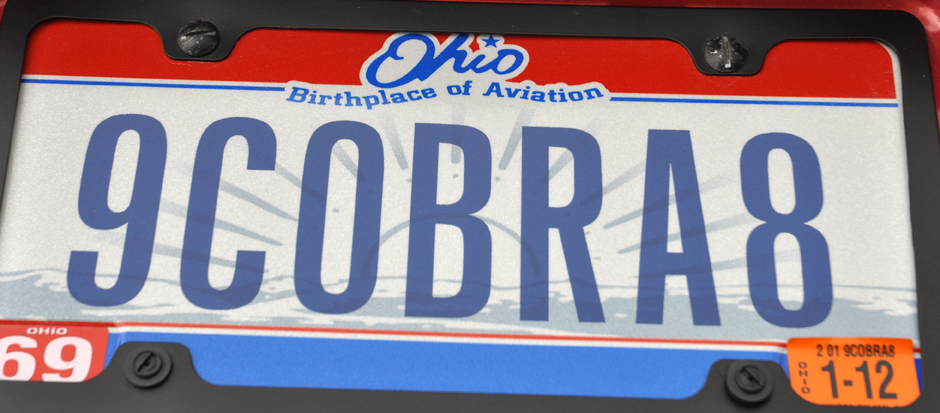 Ohio
Birthplace of Aviation
9COBRA8
OHIO
69
2 01 9COBRA8
OHIO
1-12